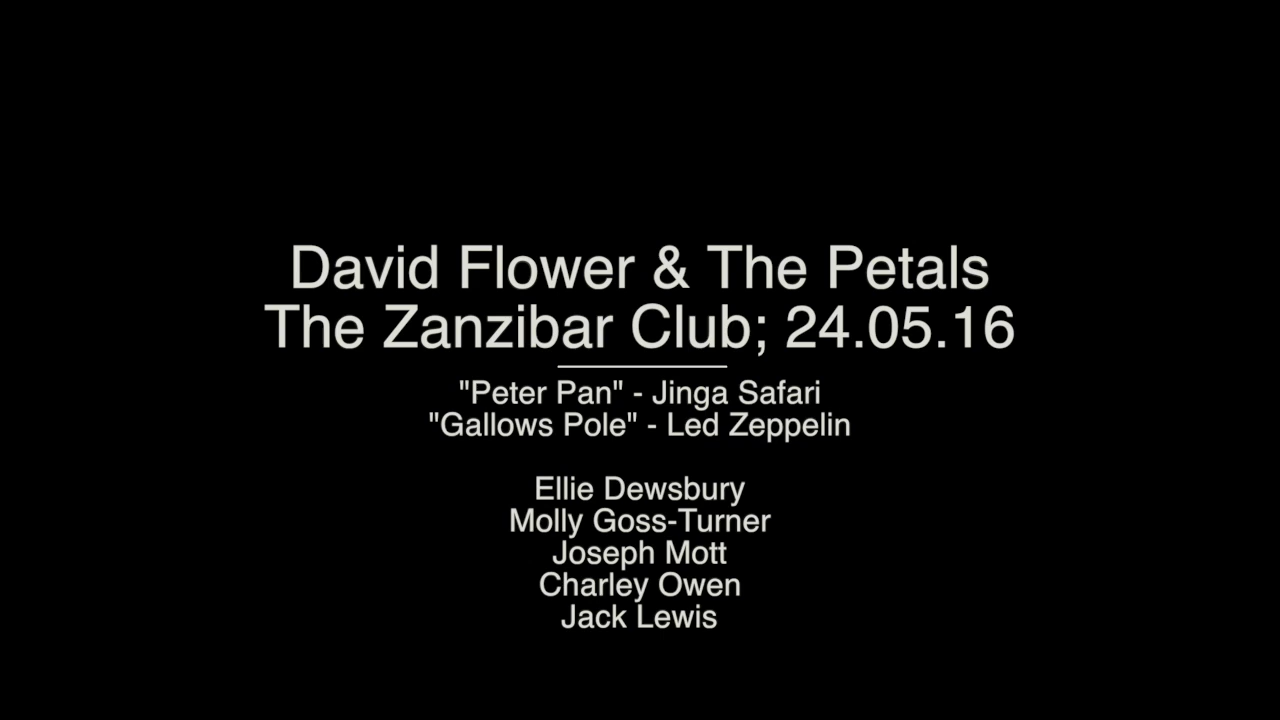 David Flower & The Petals
The Zanzibar Club; 24.05.16
"Peter Pan" - Jinga Safari
"Gallows Pole" - Led Zeppelin
Ellie Dewsbury
Molly Goss-Turner
Joseph Mott
Charley Owen
Jack Lewis